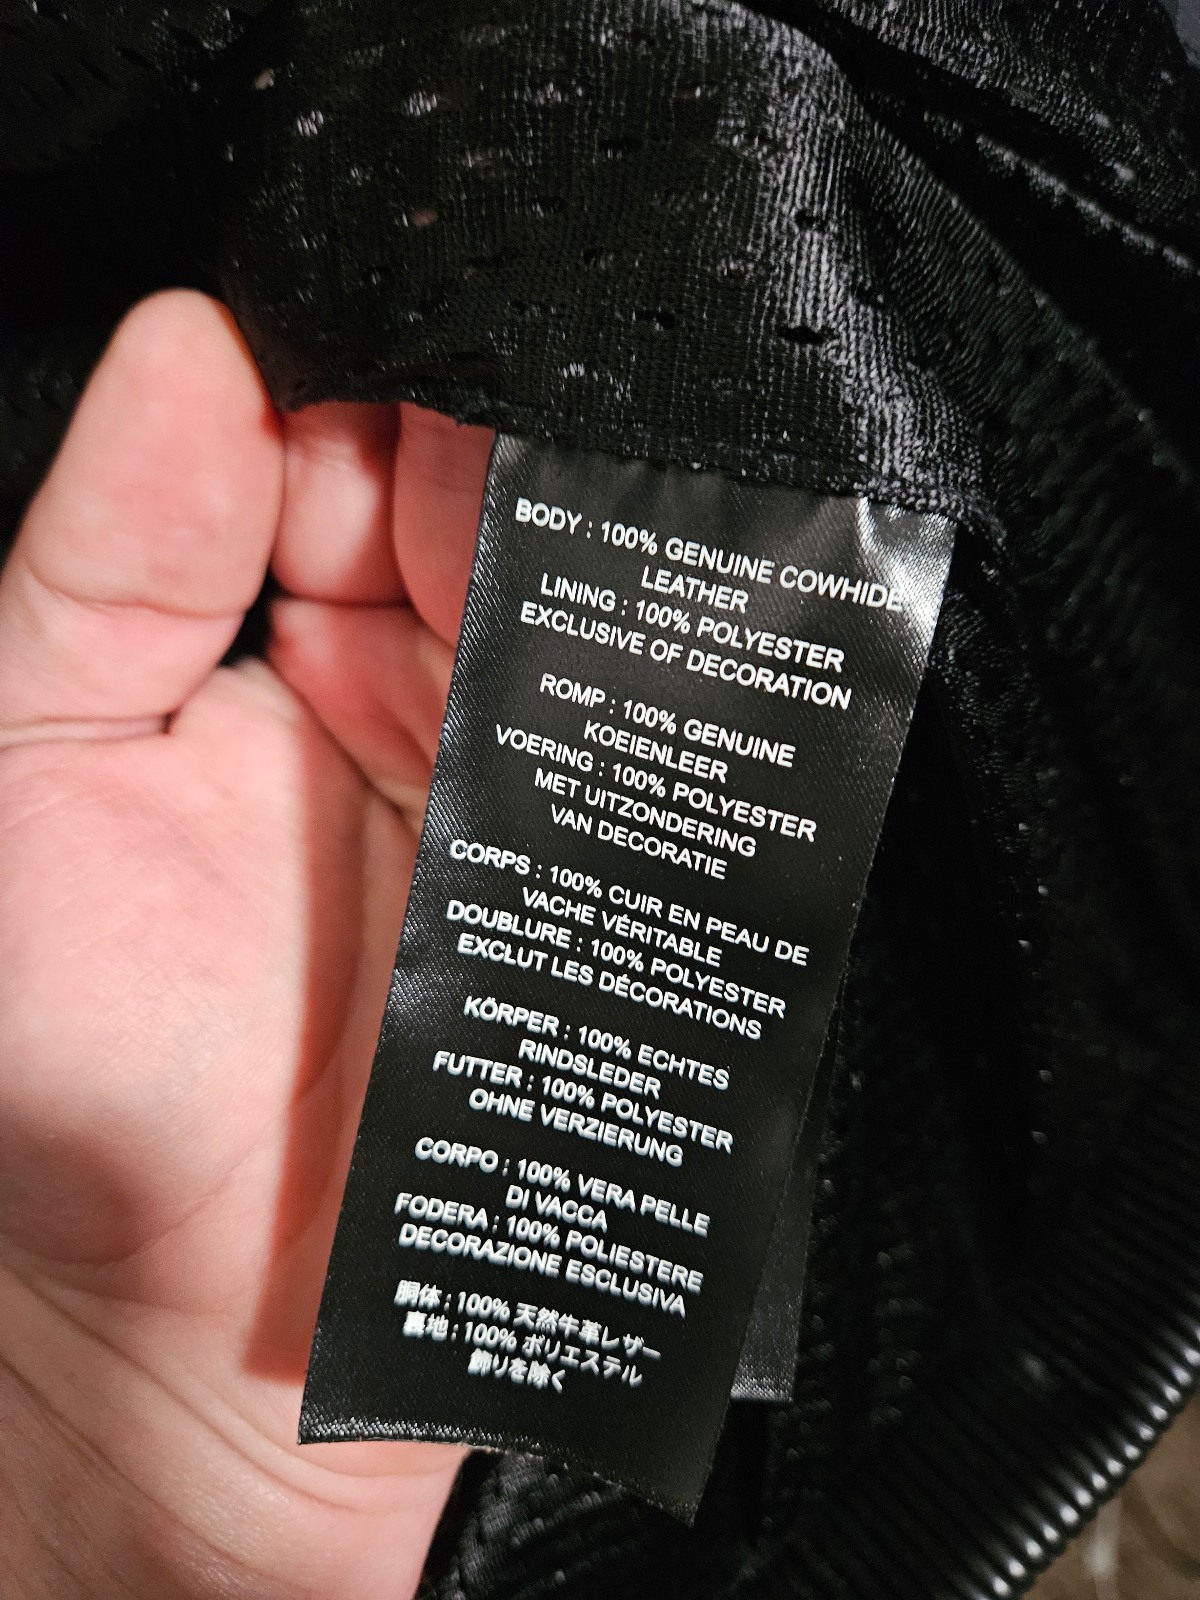 BODY : 100% GENUINE COWHIDE
LEATHER
LINING : 100% POLYESTER
EXCLUSIVE OF DECORATION
ROMP : 100% GENUINE
KOEIENLEER
VOERING : 100% POLYESTER
MET UITZONDERING
VAN DECORATIE
CORPS : 100% CUIR EN PEAU DE
VACHE VÉRITABLE
DOUBLURE : 100% POLYESTER
EXCLUT LES DÉCORATIONS
KÖRPER : 100% ECHTES
RINDSLEDER
FUTTER : 100% POLYESTER
OHNE VERZIERUNG
CORPO : 100% VERA PELLE
DI VACCA
FODERA : 100% POLIESTERE
DECORAZIONE ESCLUSIVA
胴体 : 100% 天然牛革レザー
裏地 : 100% ポリエステル
飾りを除く